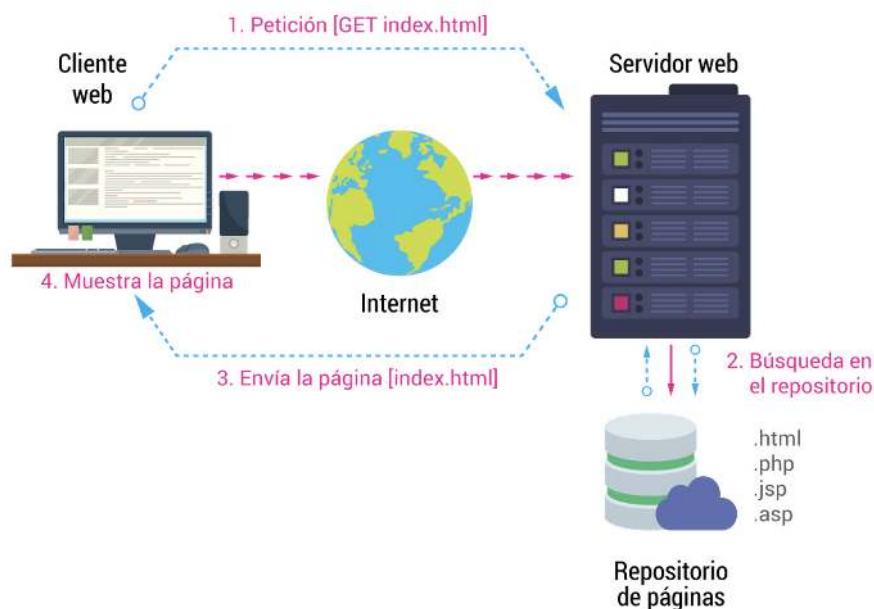 1. Petición [GET index.html]
Cliente
web
Servidor web
4. Muestra la página
Internet
3. Envía la página [index.html]
2. Búsqueda en
el repositorio
.html
.php
.jsp
.asp
Repositorio
de páginas